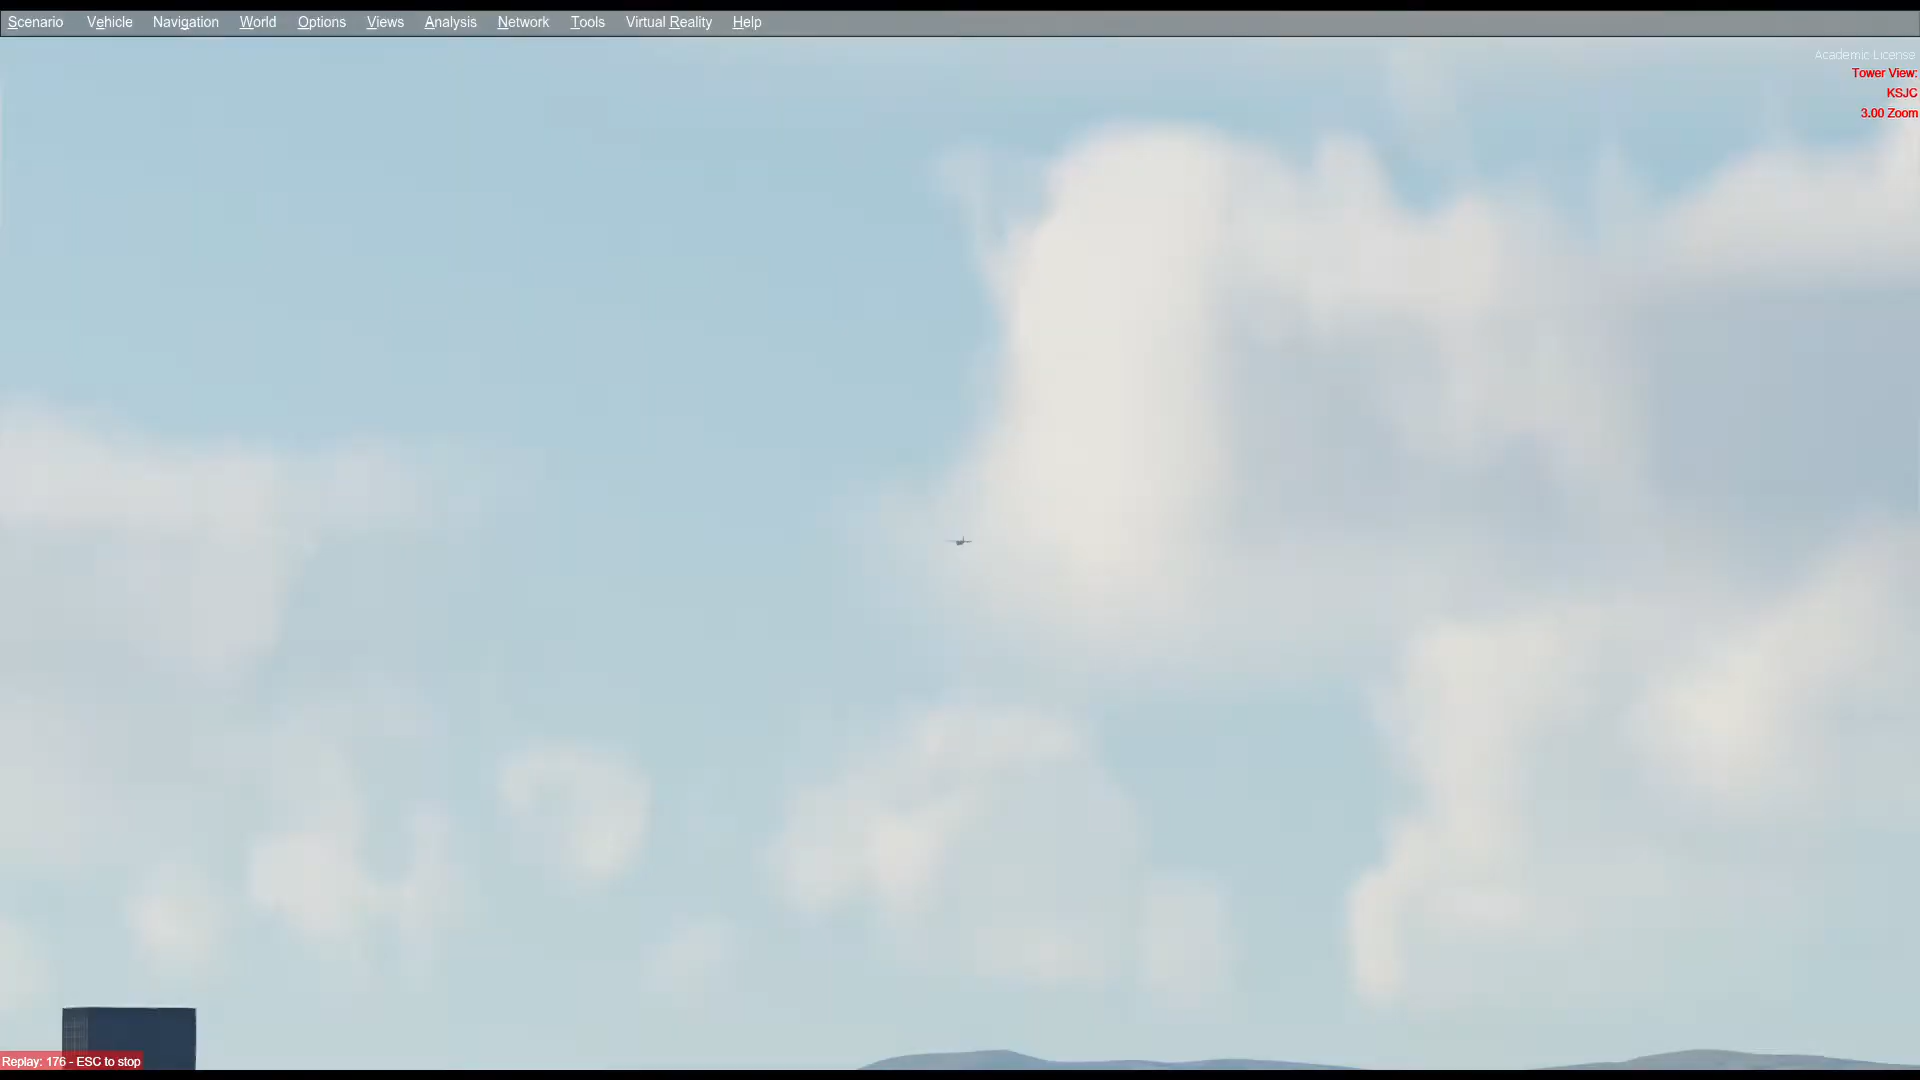 Scenario Vehicle Navigation World Options Views Analysis Network Tools Virtual Reality Help
Academic License
Tower View:
KSJC
3.00 Zoom
Replay: 176 - ESC to stop